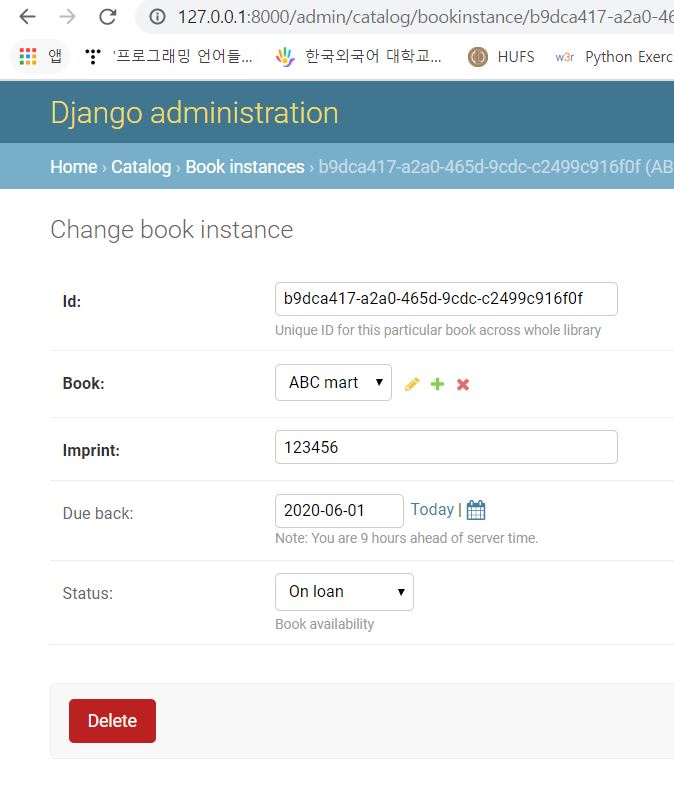 127.0.0.1:8000/admin/catalog/bookinstance/b9dca417-a2a0-46
앱 '프로그래밍 언어들... 한국외국어 대학교... HUFS w3r Python Exerc
Django administration
Home › Catalog › Book instances › b9dca417-a2a0-465d-9cdc-c2499c916f0f (AB
Change book instance
Id: b9dca417-a2a0-465d-9cdc-c2499c916f0f
Unique ID for this particular book across whole library
Book: ABC mart
Imprint: 123456
Due back: 2020-06-01 Today |
Note: You are 9 hours ahead of server time.
Status: On loan
Book availability
Delete